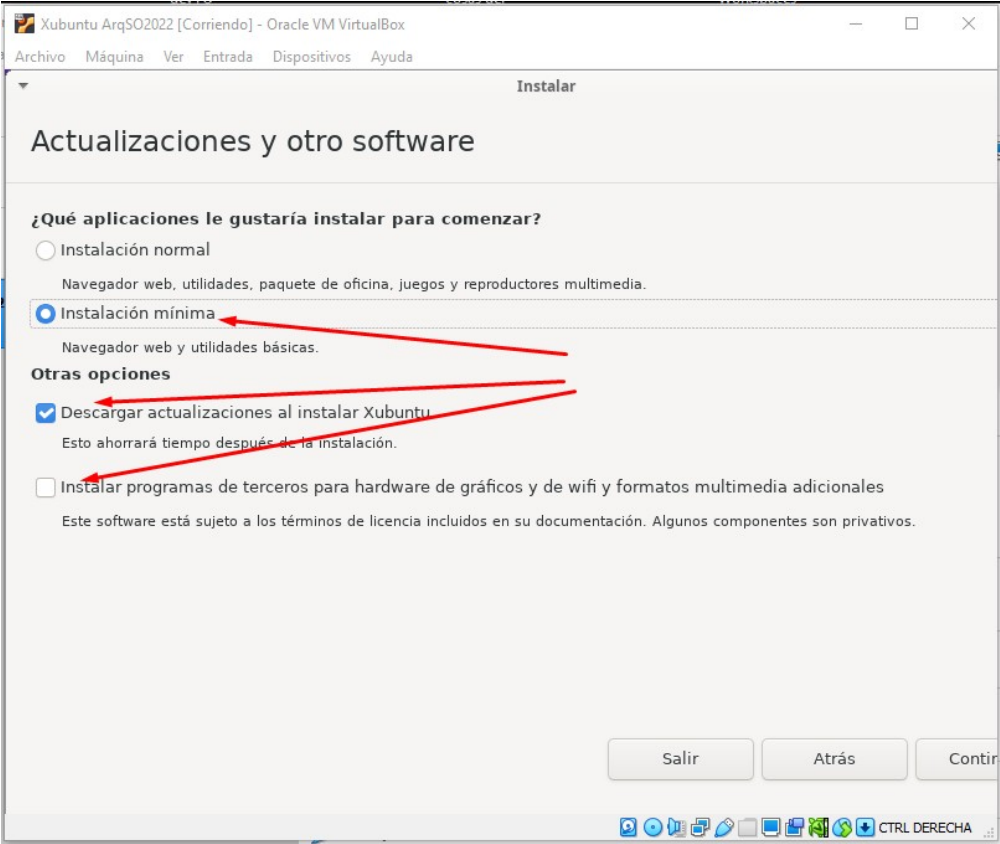 Xubuntu ArqSO2022 [Corriendo] - Oracle VM VirtualBox
Archivo Máquina Ver Entrada Dispositivos Ayuda
Instalar
Actualizaciones y otro software
¿Qué aplicaciones le gustaría instalar para comenzar?
Instalación normal
Navegador web, utilidades, paquete de oficina, juegos y reproductores multimedia.
Instalación mínima
Navegador web y utilidades básicas.
Otras opciones
Descargar actualizaciones al instalar Xubuntu
Esto ahorrará tiempo después de la instalación.
Instalar programas de terceros para hardware de gráficos y de wifi y formatos multimedia adicionales
Este software está sujeto a los términos de licencia incluidos en su documentación. Algunos componentes son privativos.
Salir Atrás Contin
CTRL DERECHA